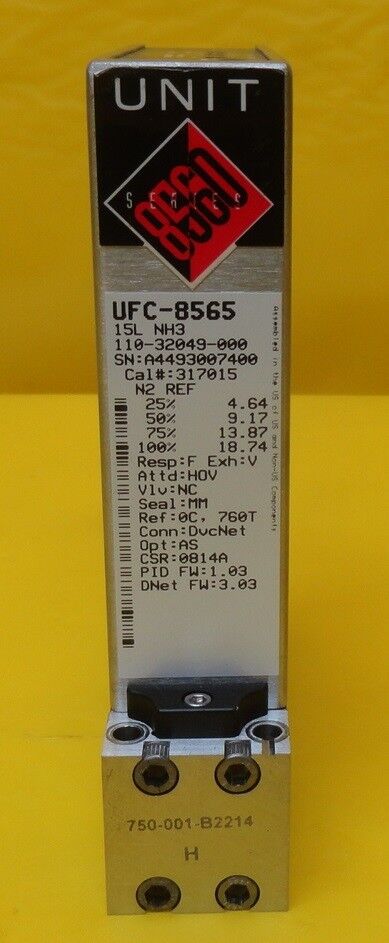 UNIT
SERIES
8560
UFC-8565
15L NH3
110-32049-000
SN:A4493007400
Cal#:317015
N2 REF
25% 4.64
50% 9.17
75% 13.87
100% 18.74
Resp:F Exh:V
Attd:HOV
Vlv:NC
Seal:MM
Ref:0C, 760T
Conn:DvcNet
Opt:AS
CSR:0814A
PID FW:1.03
DNet FW:3.03
Assembled in the US of US and Non-US Components
750-001-B2214
H